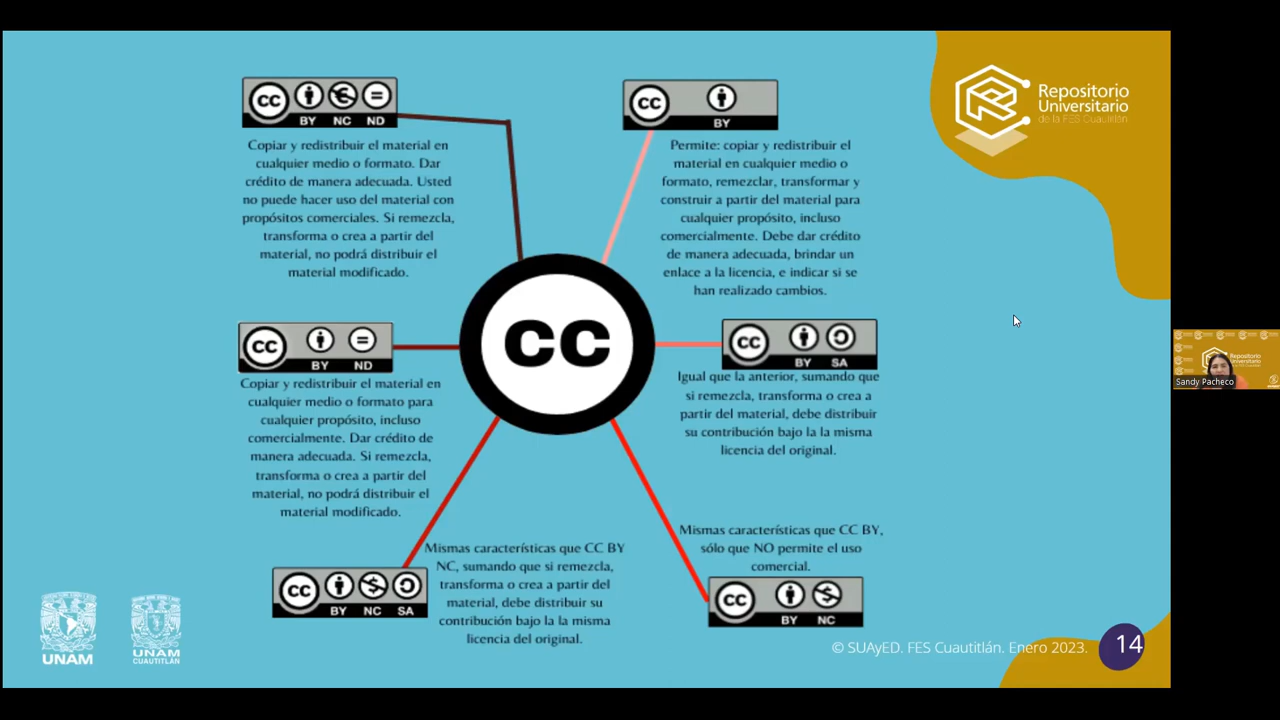 cc
BY NC ND
Copiar y redistribuir el material en
cualquier medio o formato. Dar
crédito de manera adecuada. Usted
no puede hacer uso del material con
propósitos comerciales. Si remezcla,
transforma o crea a partir del
material, no podrá distribuir el
material modificado.
cc
BY
Permite: copiar y redistribuir el
material en cualquier medio o
formato, remezclar, transformar y
construir a partir del material para
cualquier propósito, incluso
comercialmente. Debe dar crédito
de manera adecuada, brindar un
enlace a la licencia, e indicar si se
han realizado cambios.
Repositorio
Universitario
de la FES Cuautitlán
cc
BY ND
Copiar y redistribuir el material en
cualquier medio o formato para
cualquier propósito, incluso
comercialmente. Dar crédito de
manera adecuada. Si remezcla,
transforma o crea a partir del
material, no podrá distribuir el
material modificado.
CC
cc
BY SA
Igual que la anterior, sumando que
si remezcla, transforma o crea a
partir del material, debe distribuir
su contribución bajo la la misma
licencia del original.
cc
BY NC SA
Mismas características que CC BY
NC, sumando que si remezcla,
transforma o crea a partir del
material, debe distribuir su
contribución bajo la la misma
licencia del original.
Mismas características que CC BY,
sólo que NO permite el uso
comercial.
cc
BY NC
UNAM
UNAM
CUAUTITLÁN
© SUAyED. FES Cuautitlán. Enero 2023.
14
Repositorio
Universitario
Sandy Pacheco